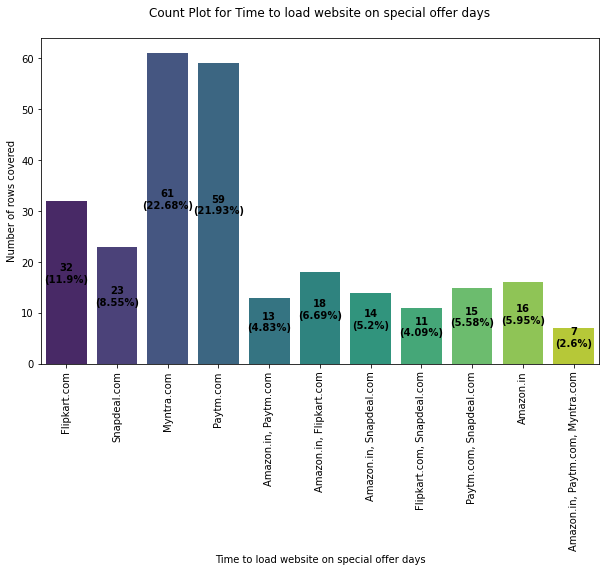 Count Plot for Time to load website on special offer days
Number of rows covered
60
50
40
30
20
10
0
32
(11.9%)
23
(8.55%)
61
(22.68%)
59
(21.93%)
13
(4.83%)
18
(6.69%)
14
(5.2%)
11
(4.09%)
15
(5.58%)
16
(5.95%)
7
(2.6%)
Flipkart.com
Snapdeal.com
Myntra.com
Paytm.com
Amazon.in, Paytm.com
Amazon.in, Flipkart.com
Amazon.in, Snapdeal.com
Flipkart.com, Snapdeal.com
Paytm.com, Snapdeal.com
Amazon.in
Amazon.in, Paytm.com, Myntra.com
Time to load website on special offer days